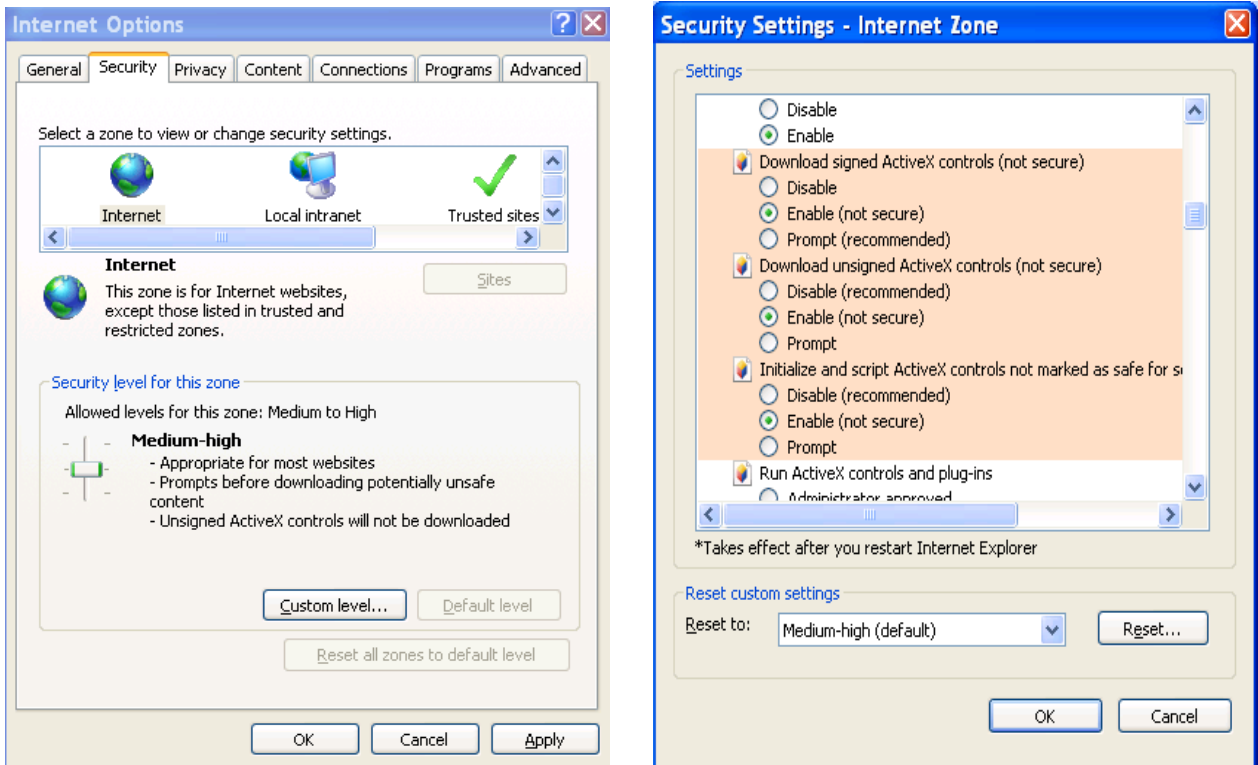 Internet Options
General Security Privacy Content Connections Programs Advanced
Select a zone to view or change security settings.
Internet Local intranet Trusted sites
Internet
This zone is for Internet websites,
except those listed in trusted and
restricted zones.
Sites
Security level for this zone
Allowed levels for this zone: Medium to High
Medium-high
- Appropriate for most websites
- Prompts before downloading potentially unsafe
content
- Unsigned ActiveX controls will not be downloaded
Custom level... Default level
Reset all zones to default level
OK Cancel Apply
Security Settings - Internet Zone
Settings
Disable
Enable
Download signed ActiveX controls (not secure)
Disable
Enable (not secure)
Prompt (recommended)
Download unsigned ActiveX controls (not secure)
Disable (recommended)
Enable (not secure)
Prompt
Initialize and script ActiveX controls not marked as safe for
Disable (recommended)
Enable (not secure)
Prompt
Run ActiveX controls and plug-ins
Administrator approved
*Takes effect after you restart Internet Explorer
Reset custom settings
Reset to: Medium-high (default) Reset...
OK Cancel